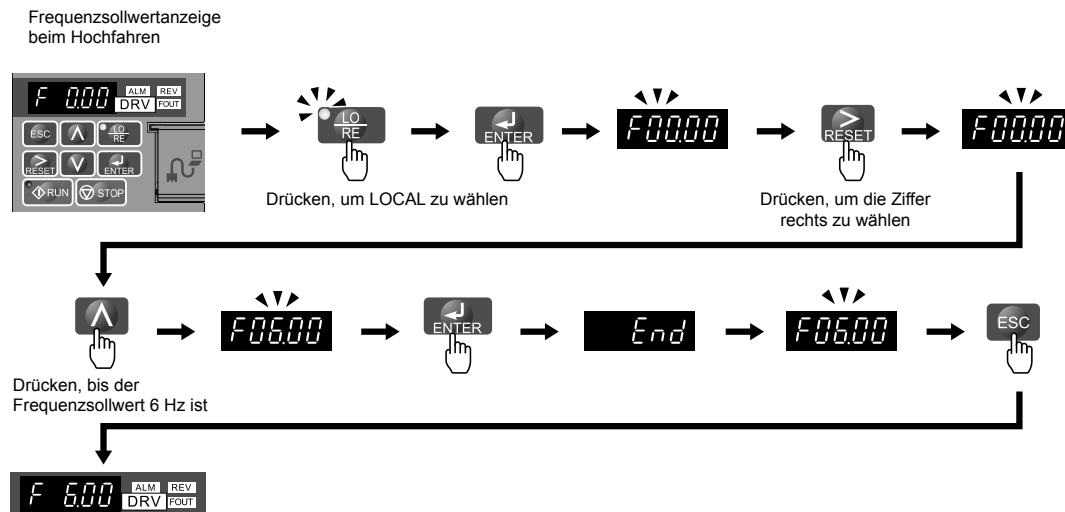 Frequenzsollwertanzeige
beim Hochfahren
F 0.00 ALM REV
DRV FOUT
ESC LO
RE
RESET ENTER
RUN STOP
LO
RE
ENTER
F00.00
RESET
F00.00
Drücken, um LOCAL zu wählen
Drücken, um die Ziffer
rechts zu wählen
F06.00
ENTER
End
F06.00
ESC
Drücken, bis der
Frequenzsollwert 6 Hz ist
F 6.00 ALM REV
DRV FOUT